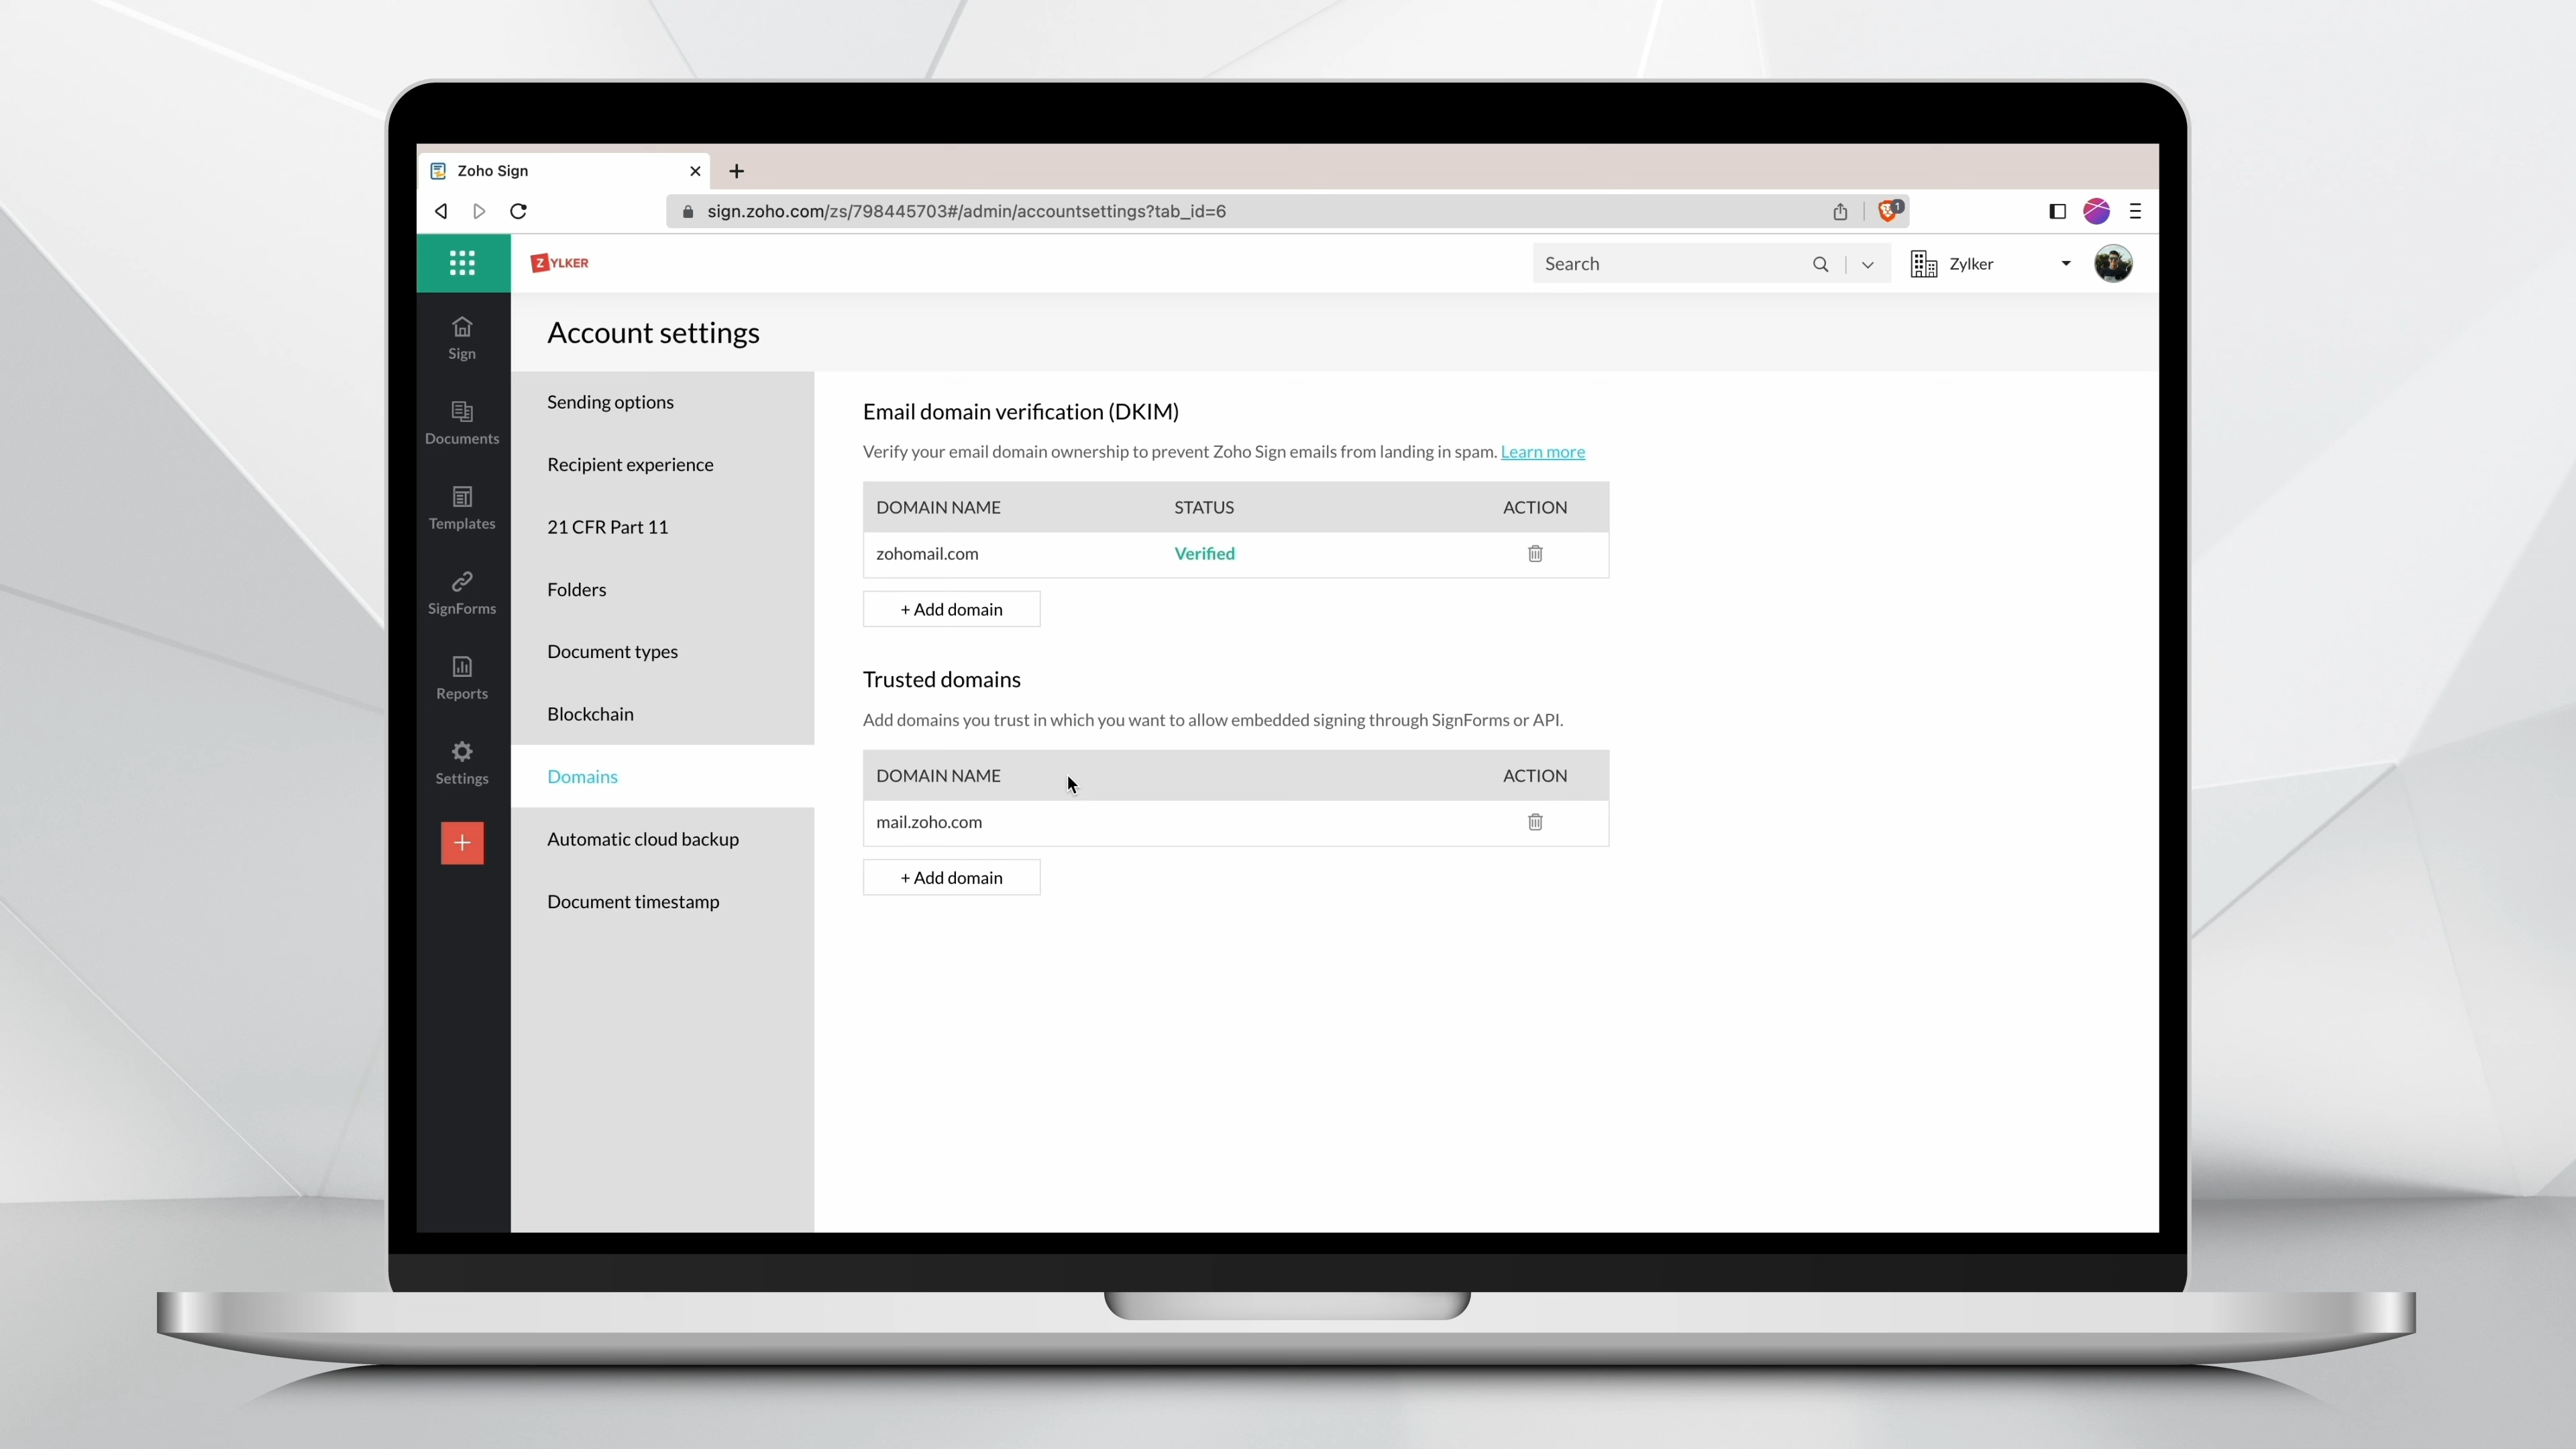 Zoho Sign
sign.zoho.com/zs/798445703#/admin/accountsettings?tab_id=6
1
ZYLKER
Search
Zylker
Sign
Documents
Templates
SignForms
Reports
Settings
+
Account settings
Sending options
Recipient experience
21 CFR Part 11
Folders
Document types
Blockchain
Domains
Automatic cloud backup
Document timestamp
Email domain verification (DKIM)
Verify your email domain ownership to prevent Zoho Sign emails from landing in spam. Learn more
DOMAIN NAME STATUS ACTION
zohomail.com Verified
+ Add domain
Trusted domains
Add domains you trust in which you want to allow embedded signing through SignForms or API.
DOMAIN NAME ACTION
mail.zoho.com
+ Add domain